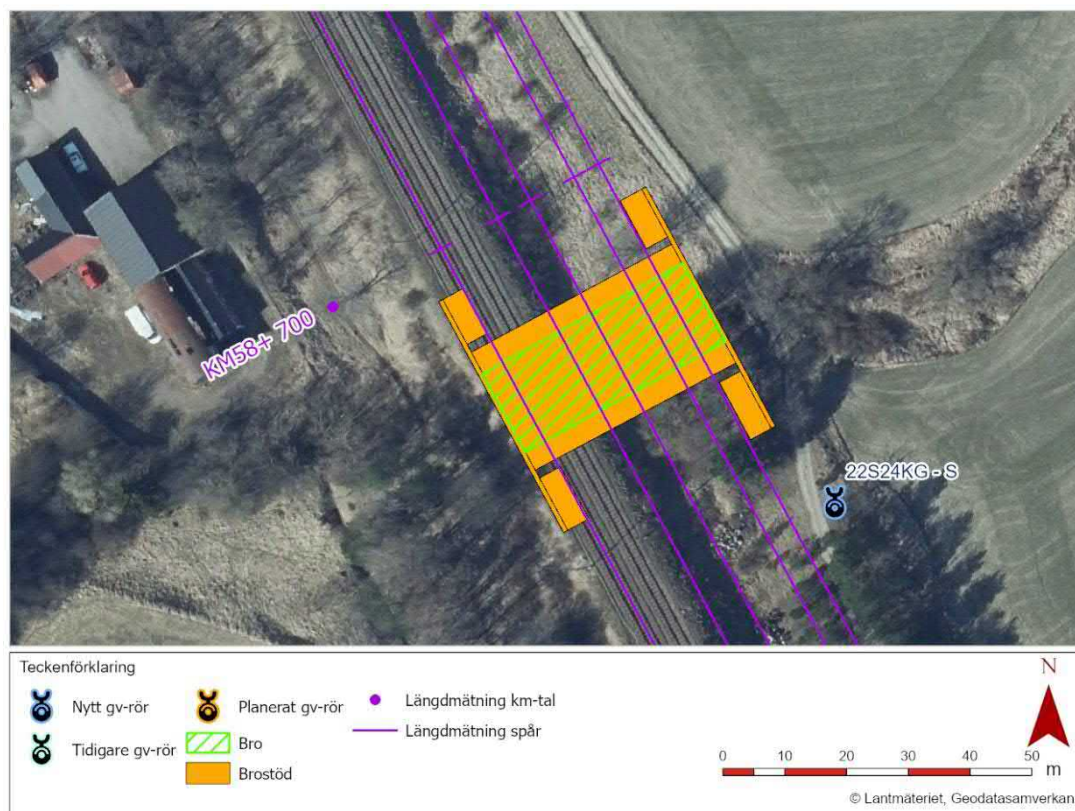 KM58+ 700
22S24KG - S
Teckenförklaring
Nytt gv-rör
Tidigare gv-rör
Planerat gv-rör
Bro
Brostöd
Längdmätning km-tal
Längdmätning spår
N
0 10 20 30 40 50
m
© Lantmäteriet, Geodatasamverkan